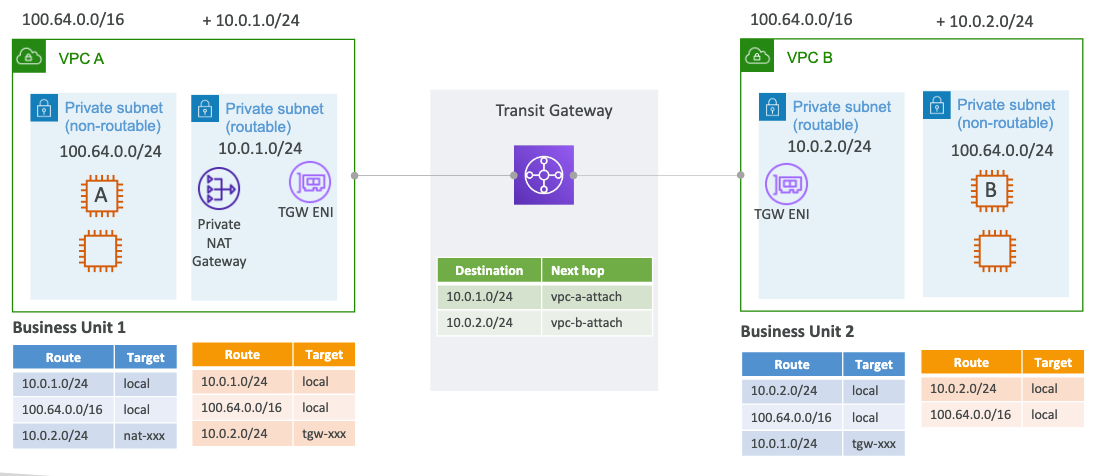 100.64.0.0/16 + 10.0.1.0/24
VPC A
Private subnet
(non-routable)
100.64.0.0/24
A
Private subnet
(routable)
10.0.1.0/24
Private
NAT
Gateway
TGW ENI
Business Unit 1
Route Target
10.0.1.0/24 local
100.64.0.0/16 local
10.0.2.0/24 nat-xxx
Route Target
10.0.1.0/24 local
100.64.0.0/16 local
10.0.2.0/24 tgw-xxx
Transit Gateway
Destination Next hop
10.0.1.0/24 vpc-a-attach
10.0.2.0/24 vpc-b-attach
100.64.0.0/16 + 10.0.2.0/24
VPC B
Private subnet
(routable)
10.0.2.0/24
TGW ENI
Private subnet
(non-routable)
100.64.0.0/24
B
Business Unit 2
Route Target
10.0.2.0/24 local
100.64.0.0/16 local
10.0.1.0/24 tgw-xxx
Route Target
10.0.2.0/24 local
100.64.0.0/16 local